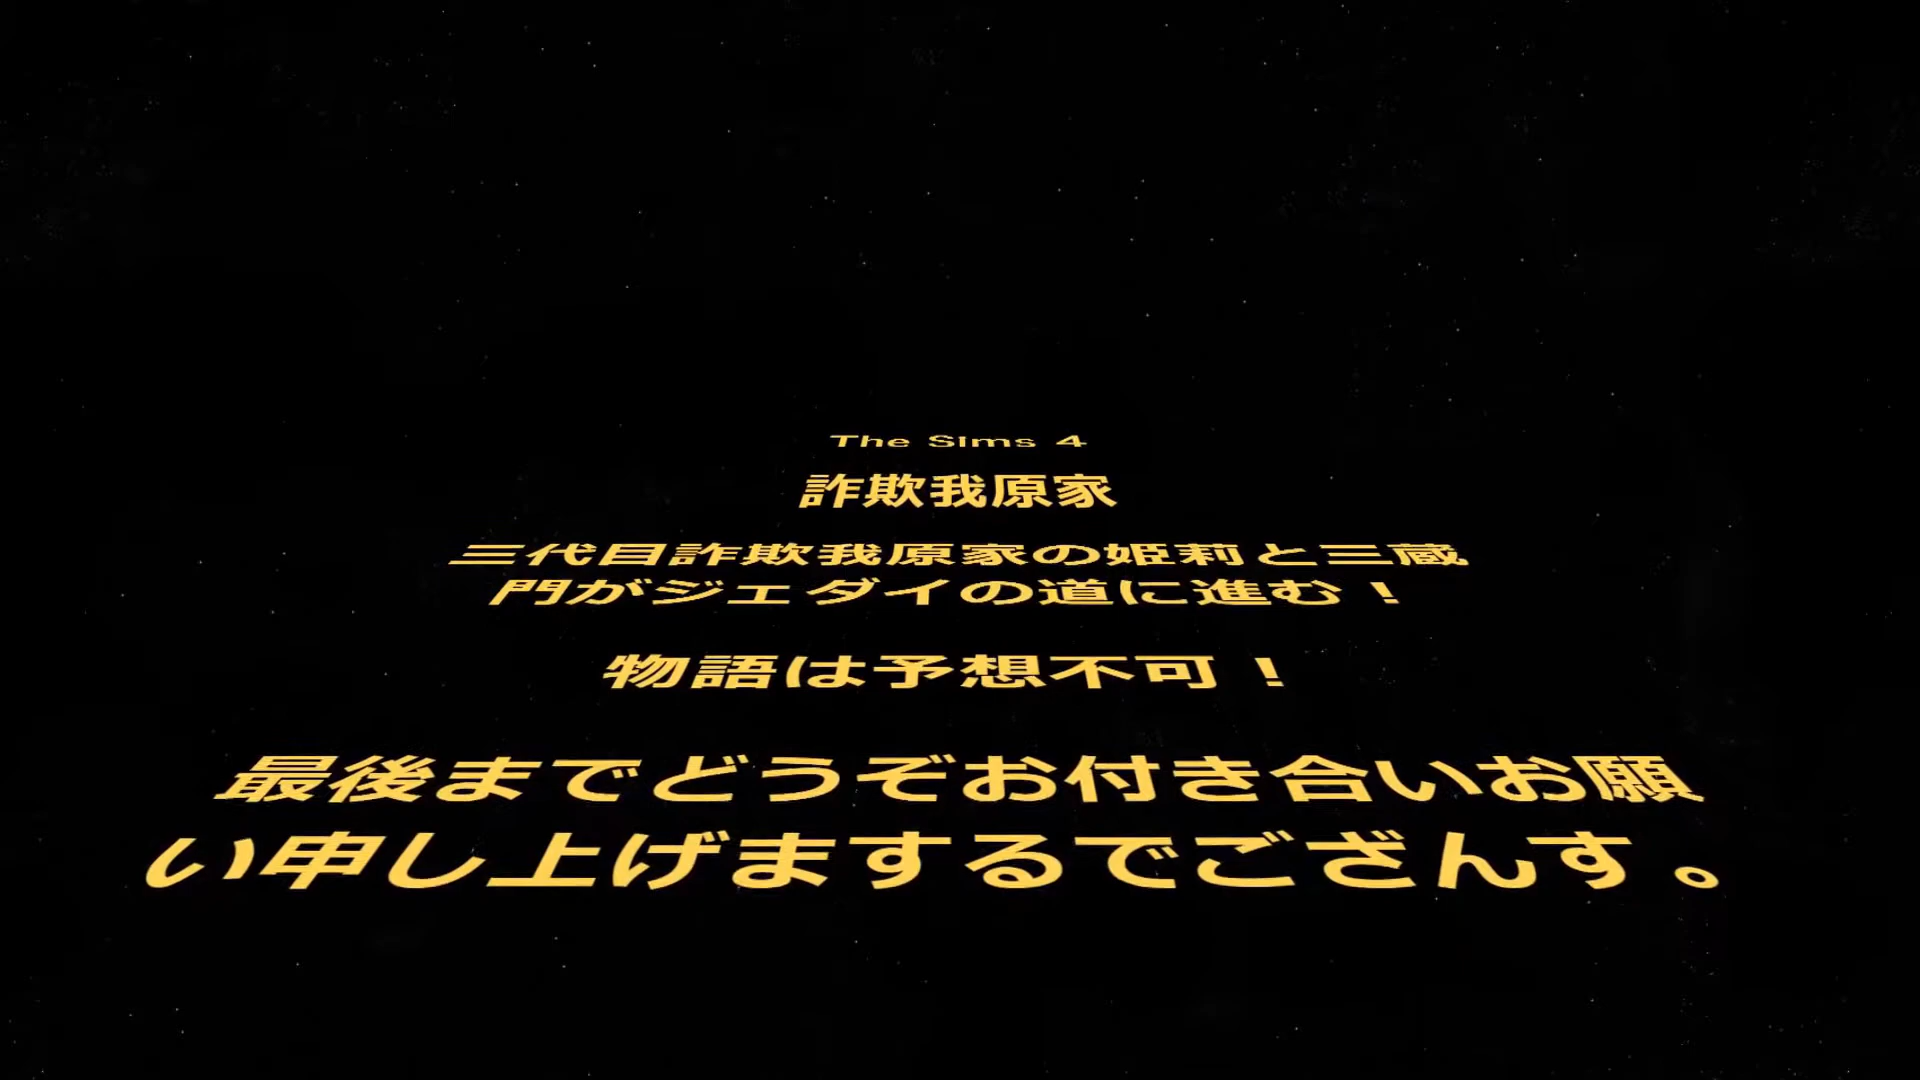 The Sims 4
詐欺我原家
三代目詐欺我原家の姫莉と三蔵
門がジェダイの道に進む！
物語は予想不可！
最後までどうぞお付き合いお願
い申し上げまするでござんす。